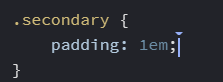 .secondary {
    padding: 1em;
}